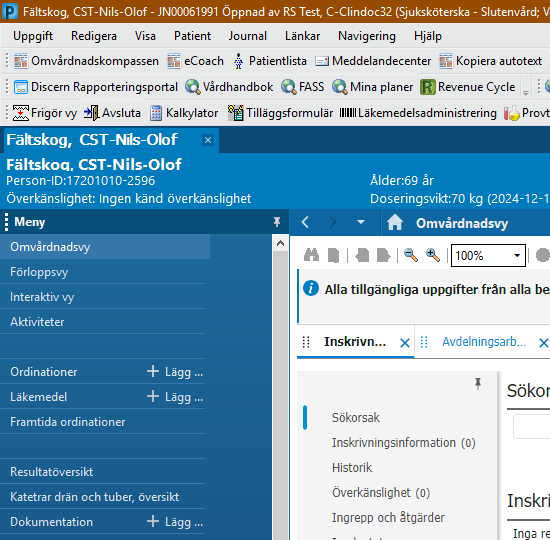 Fältskog, CST-Nils-Olof - JN00061991 Öppnad av RS Test, C-Clindoc32 (Sjuksköterska - Slutenvård; V
Uppgift Redigera Visa Patient Journal Länkar Navigering Hjälp
Omvårdnadskompassen eCoach Patientlista Meddelandecenter Kopiera autotext
Discern Rapporteringsportal Vårdhandbok FASS Mina planer Revenue Cycle
Frigör vy Avsluta Kalkylator Tilläggsformulär Läkemedelsadministrering Provt
Fältskog, CST-Nils-Olof
Fältskog, CST-Nils-Olof
Person-ID:17201010-2596 Ålder:69 år
Överkänslighet: Ingen känd överkänslighet Doseringsvikt:70 kg (2024-12-1
Meny Omvårdnadsvy
Omvårdnadsvy
Förloppsvy 100%
Interaktiv vy Alla tillgängliga uppgifter från alla be
Aktiviteter
Inskrivn... Avdelningsarb...
Ordinationer Lägg ...
Läkemedel Lägg ... Sökor
Framtida ordinationer Sökorsak
Inskrivningsinformation (0)
Resultatöversikt Historik
Katetrar drän och tuber, översikt Överkänslighet (0) Inskri
Dokumentation Lägg ... Ingrepp och åtgärder
Inga re